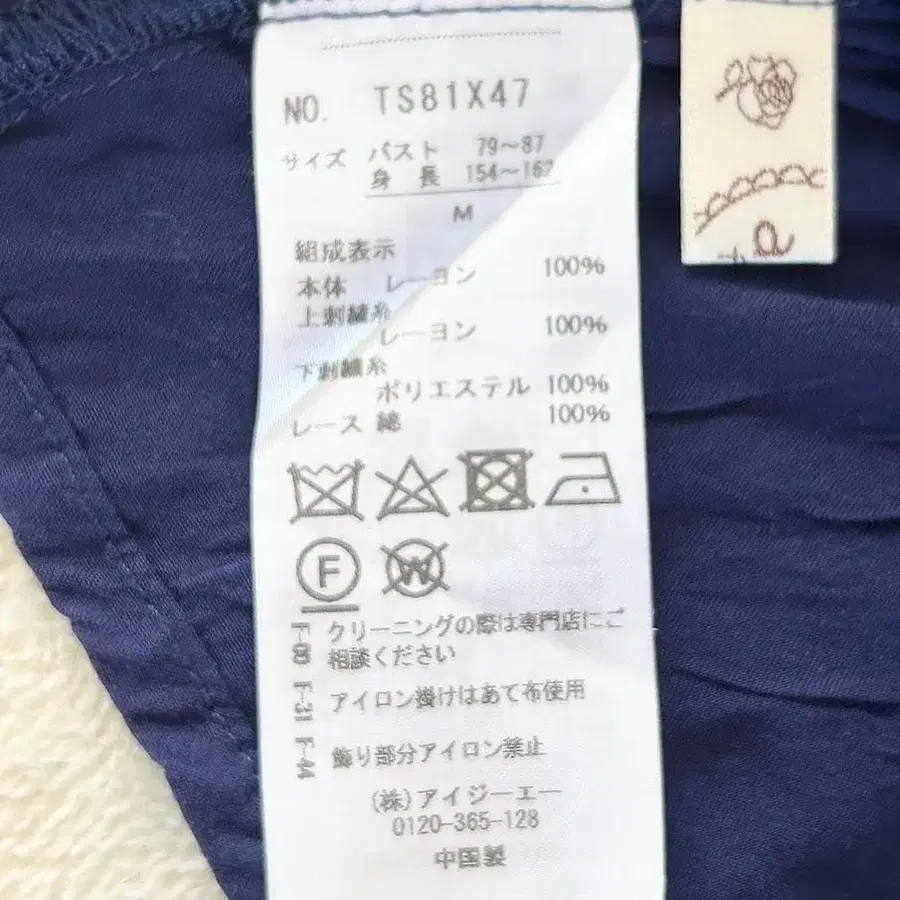 NO. TS81X47
サイズ バスト 79～87
身 長 154～162
M
組成表示
本体 レーヨン 100%
上刺繍糸
レーヨン 100%
下刺繍糸
ポリエステル 100%
レース 綿 100%
F
W
F-08 クリーニングの際は専門店にご
相談ください
F-31 アイロン掛けはあて布使用
F-44 飾り部分アイロン禁止
(株)アイジーエー
0120-365-128
中国製